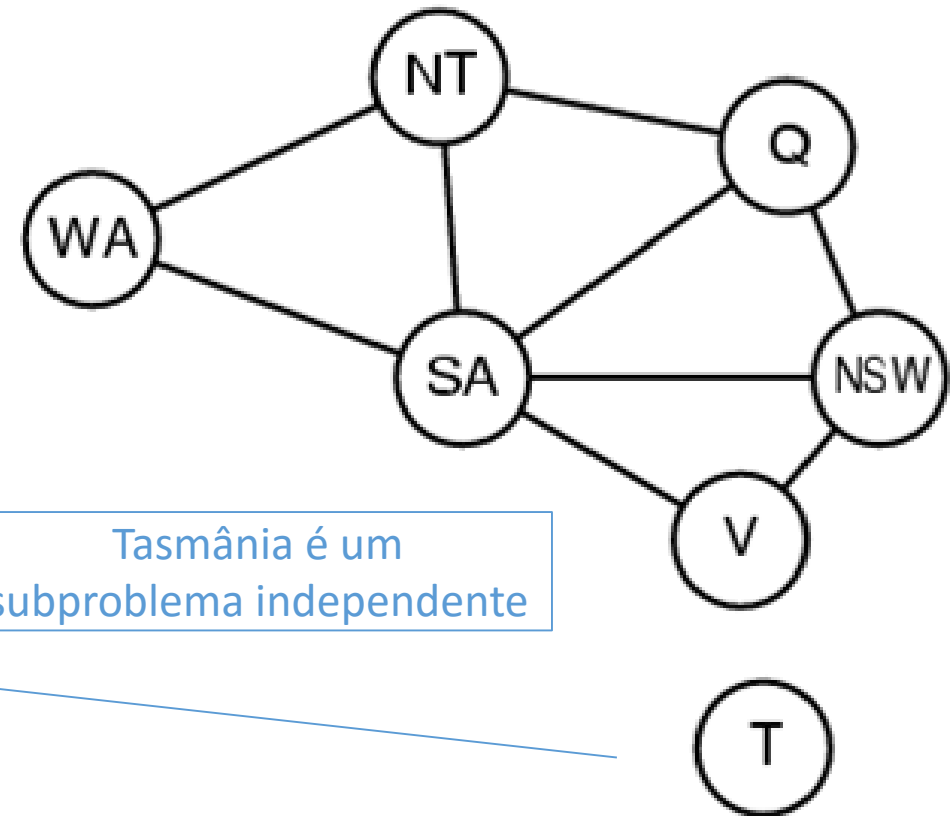 NT
Q
WA
SA
NSW
V
Tasmânia é um
subproblema independente
T